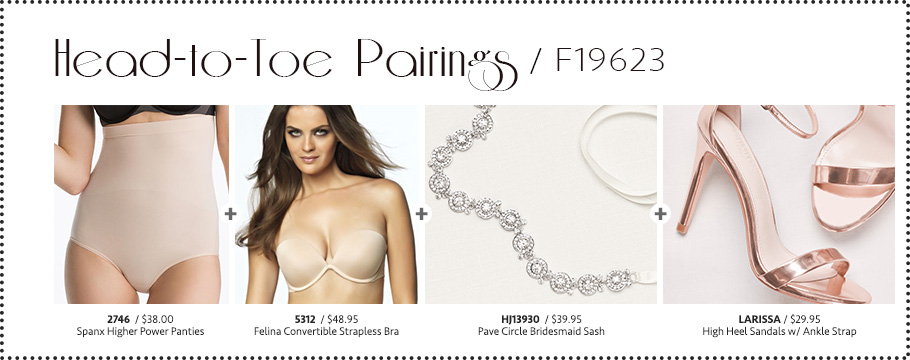 Head-to-Toe Pairings / F19623
2746 / $38.00
Spanx Higher Power Panties
5312 / $48.95
Felina Convertible Strapless Bra
HJ13930 / $39.95
Pave Circle Bridesmaid Sash
LARISSA / $29.95
High Heel Sandals w/ Ankle Strap